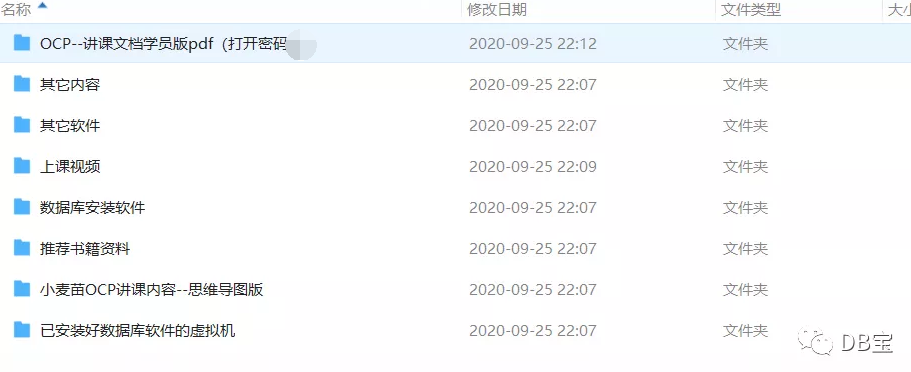 名称 修改日期 文件类型 大小
OCP--讲课文档学员版pdf（打开密码 2020-09-25 22:12 文件夹
其它内容 2020-09-25 22:07 文件夹
其它软件 2020-09-25 22:07 文件夹
上课视频 2020-09-25 22:09 文件夹
数据库安装软件 2020-09-25 22:07 文件夹
推荐书籍资料 2020-09-25 22:07 文件夹
小麦苗OCP讲课内容--思维导图版 2020-09-25 22:07 文件夹
已安装好数据库软件的虚拟机 2020-09-25 22:07 文件夹
DB宝